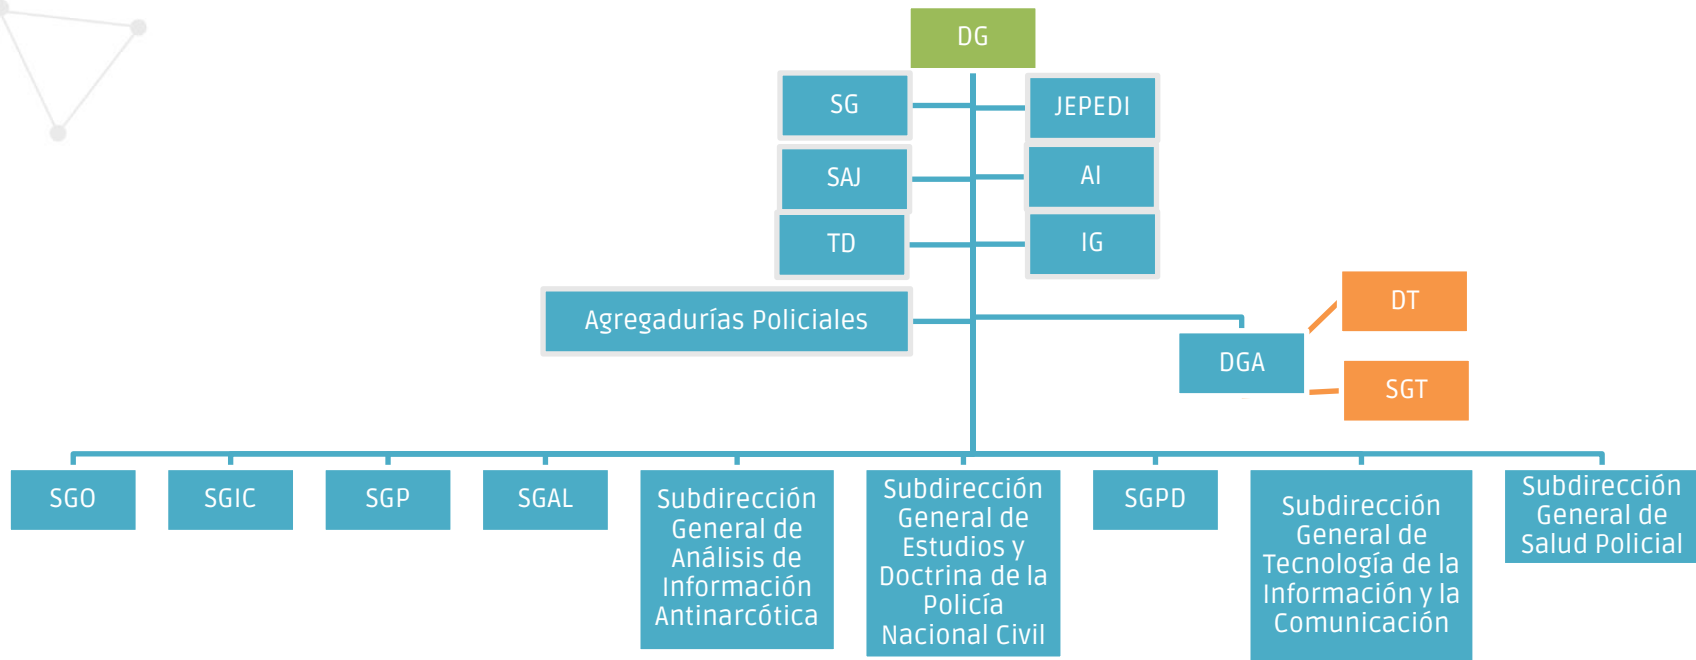 DG
SG
JEPEDI
SAJ
AI
TD
IG
Agregadurías Policiales
DT
DGA
SGT
SGO
SGIC
SGP
SGAL
Subdirección
General de
Análisis de
Información
Antinarcótica
Subdirección
General de
Estudios y
Doctrina de la
Policía
Nacional Civil
SGPD
Subdirección
General de
Tecnología de la
Información y la
Comunicación
Subdirección
General de
Salud Policial